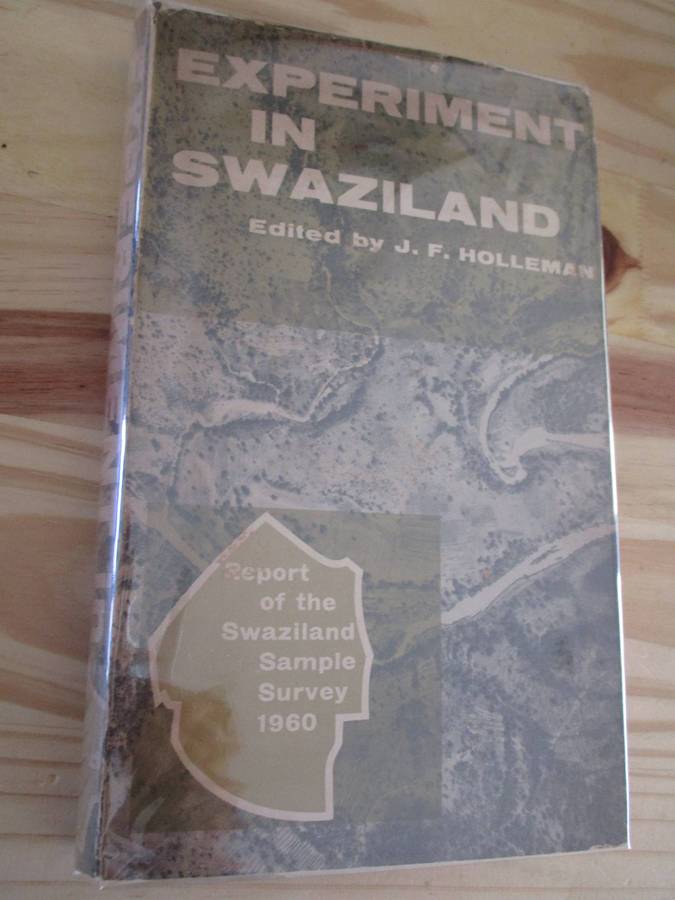 EXPERIMENT
IN
SWAZILAND
Edited by J. F. HOLLEMAN
Report
of the
Swaziland
Sample
Survey
1960